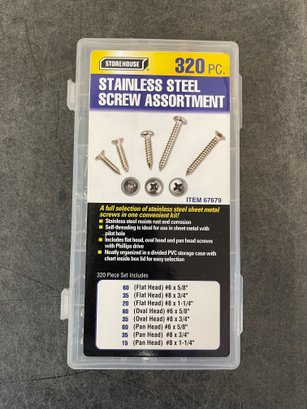 STOREHOUSE
320 PC.
STAINLESS STEEL
SCREW ASSORTMENT
ITEM 67679
A full selection of stainless steel sheet metal
screws in one convenient kit!
Stainless steel resists rust and corrosion
Self-threading is ideal for use in sheet metal with
pilot hole
Includes flat head, oval head and pan head screws
with Phillips drive
Neatly organized in a divided PVC storage case with
chart inside box lid for easy selection
320 Piece Set Includes
60 (Flat Head) #6 x 5/8"
35 (Flat Head) #8 x 3/4"
20 (Flat Head) #8 x 1-1/4"
60 (Oval Head) #6 x 5/8"
35 (Oval Head) #8 x 3/4"
60 (Pan Head) #6 x 5/8"
35 (Pan Head) #8 x 3/4"
15 (Pan Head) #8 x 1-1/4"